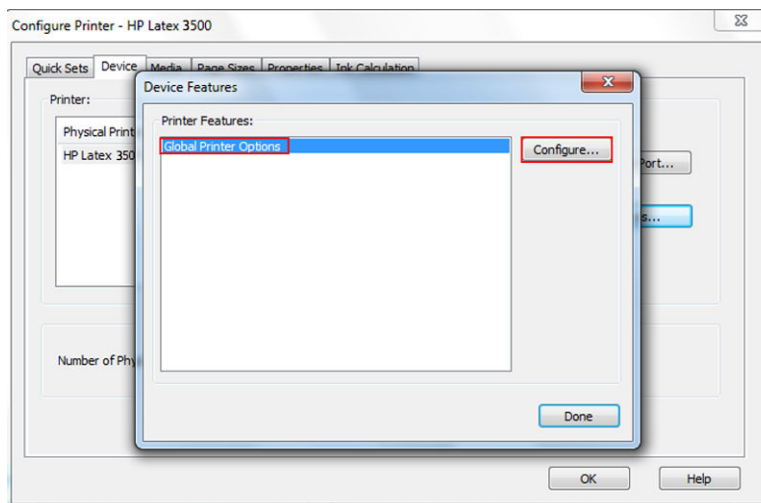 Configure Printer - HP Latex 3500
Quick Sets Device Media Page Sizes Properties Ink Calculation
Device Features
Printer:
Printer Features:
Physical Print
Global Printer Options
Configure...
HP Latex 350
Port...
s...
Number of Phy
Done
OK Help